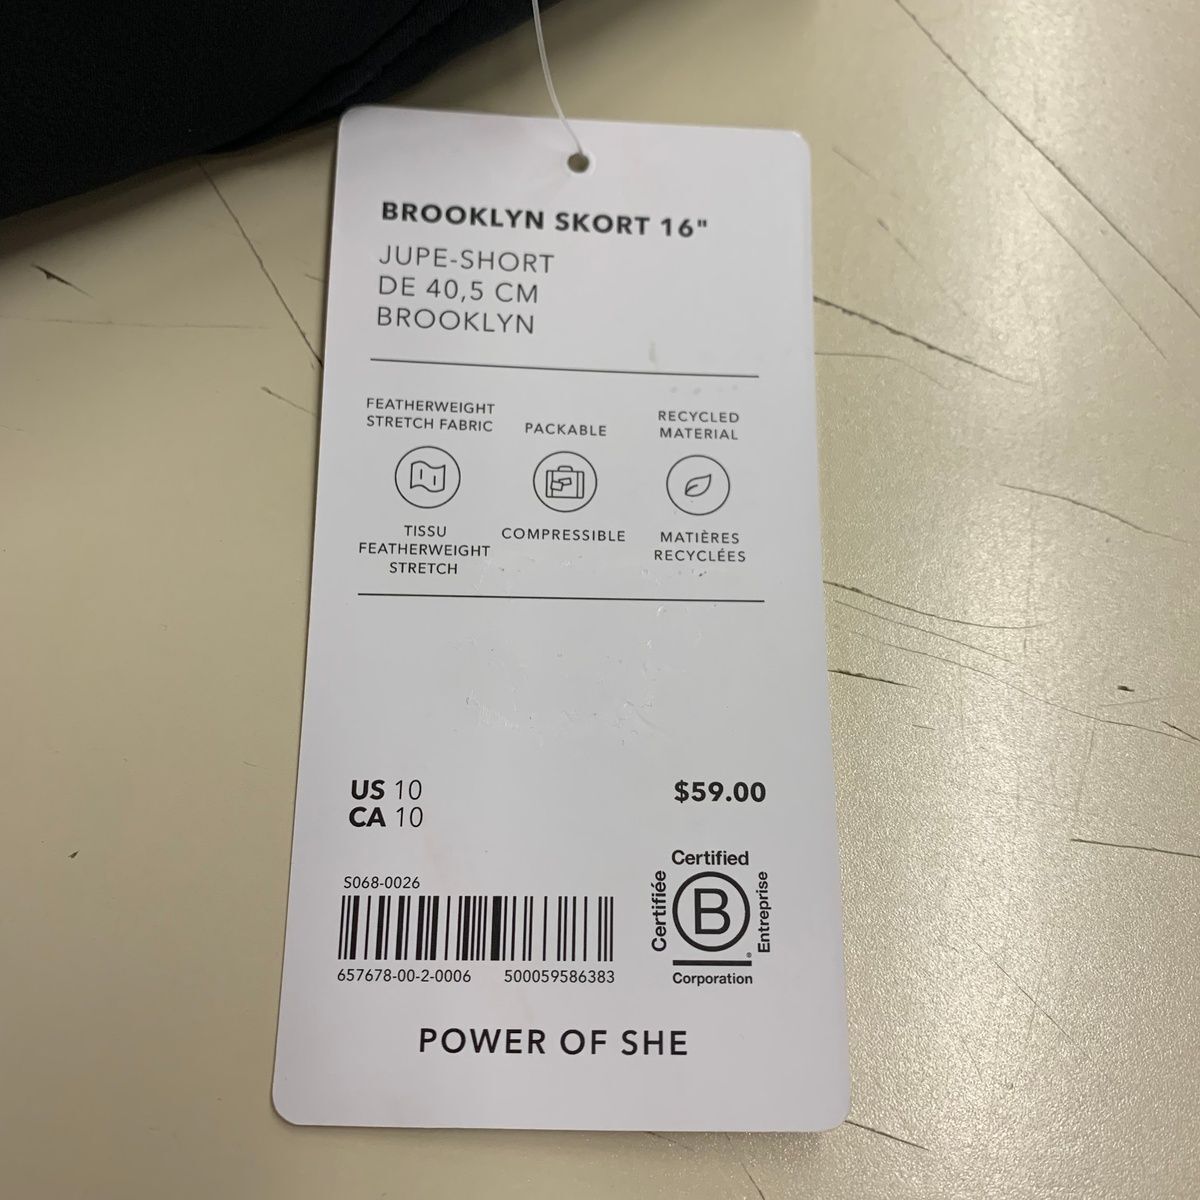 BROOKLYN SKORT 16"
JUPE-SHORT
DE 40,5 CM
BROOKLYN
FEATHERWEIGHT
STRETCH FABRIC
TISSU
FEATHERWEIGHT
STRETCH
PACKABLE
COMPRESSIBLE
RECYCLED
MATERIAL
MATIÈRES
RECYCLÉES
US 10
CA 10
$59.00
S068-0026
657678-00-2-0006 500059586383
Certified
Certifiée
B
®
Entreprise
Corporation
POWER OF SHE